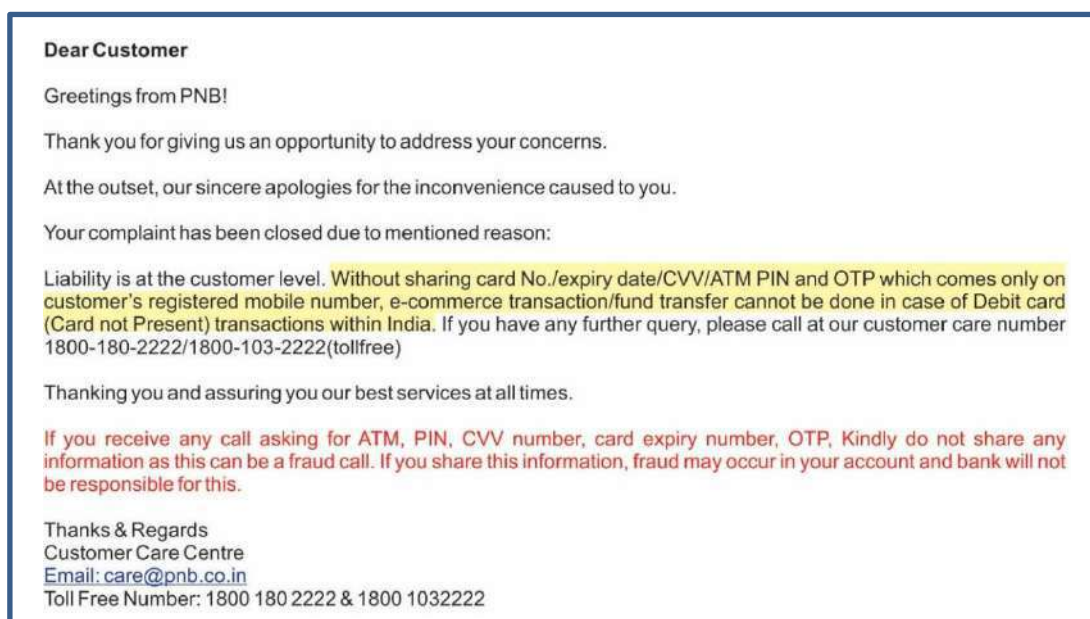 Dear Customer
Greetings from PNB!
Thank you for giving us an opportunity to address your concerns.
At the outset, our sincere apologies for the inconvenience caused to you.
Your complaint has been closed due to mentioned reason:
Liability is at the customer level. Without sharing card No./expiry date/CVV/ATM PIN and OTP which comes only on
customer's registered mobile number, e-commerce transaction/fund transfer cannot be done in case of Debit card
(Card not Present) transactions within India. If you have any further query, please call at our customer care number
1800-180-2222/1800-103-2222(tollfree)
Thanking you and assuring you our best services at all times.
If you receive any call asking for ATM, PIN, CVV number, card expiry number, OTP, Kindly do not share any
information as this can be a fraud call. If you share this information, fraud may occur in your account and bank will not
be responsible for this.
Thanks & Regards
Customer Care Centre
Email: care@pnb.co.in
Toll Free Number: 1800 180 2222 & 1800 1032222